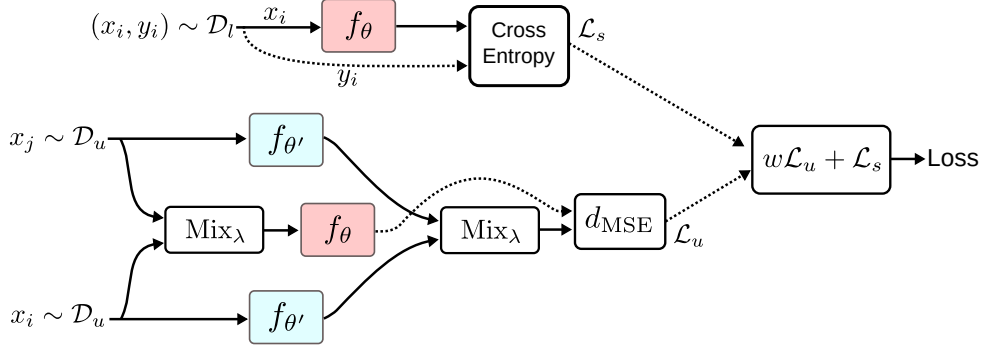 (x_i, y_i) ∼ 𝒟_l
x_i
f_θ
y_i
Cross
Entropy
ℒ_s
x_j ∼ 𝒟_u
f_θ′
Mix_λ
f_θ
Mix_λ
d_MSE
ℒ_u
wℒ_u + ℒ_s
Loss
x_i ∼ 𝒟_u
f_θ′